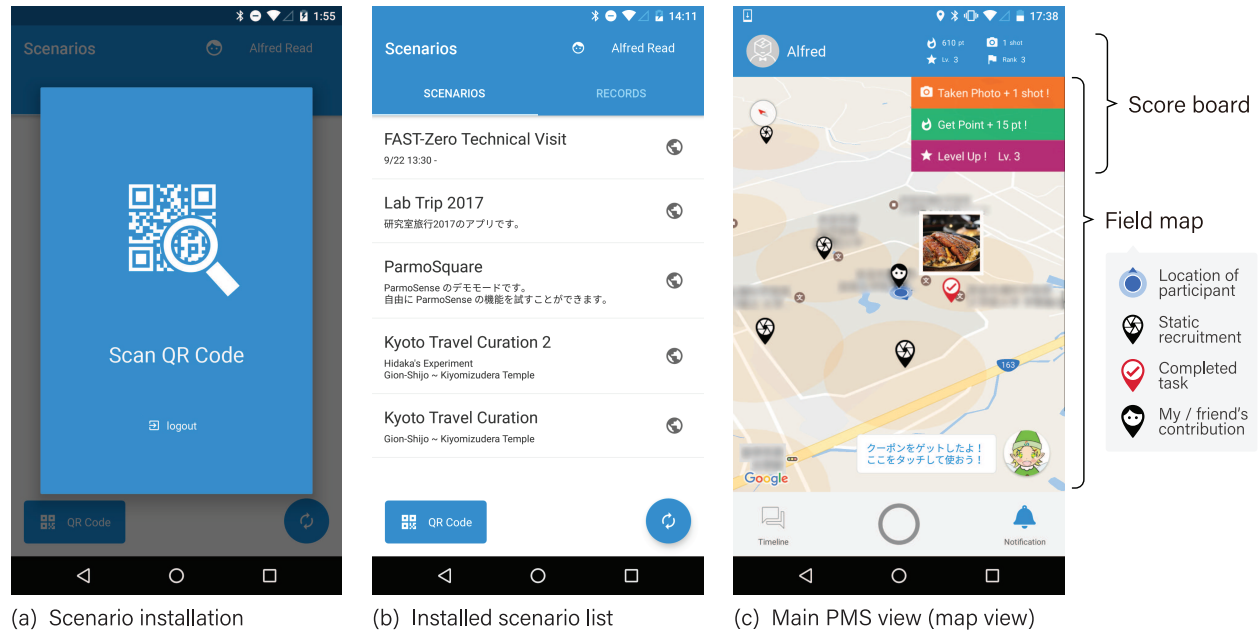 1:55
Scenarios
Alfred Read
Scan QR Code
logout
QR Code
(a) Scenario installation
14:11
Scenarios
Alfred Read
SCENARIOS
RECORDS
FAST-Zero Technical Visit
9/22 13:30 -
Lab Trip 2017
研究室旅行2017のアプリです。
ParmoSquare
ParmoSense のデモモードです。
自由に ParmoSense の機能を試すことができます。
Kyoto Travel Curation 2
Hidaka's Experiment
Gion-Shijo ~ Kiyomizudera Temple
Kyoto Travel Curation
Gion-Shijo ~ Kiyomizudera Temple
QR Code
(b) Installed scenario list
17:38
Alfred
610 pt
1 shot
Lv. 3
Rank 3
Taken Photo + 1 shot !
Get Point + 15 pt !
Level Up ! Lv. 3
163
クーポンをゲットしたよ！
ここをタッチして使おう！
Google
Timeline
Notification
(c) Main PMS view (map view)
Score board
Field map
Location of
participant
Static
recruitment
Completed
task
My / friend's
contribution